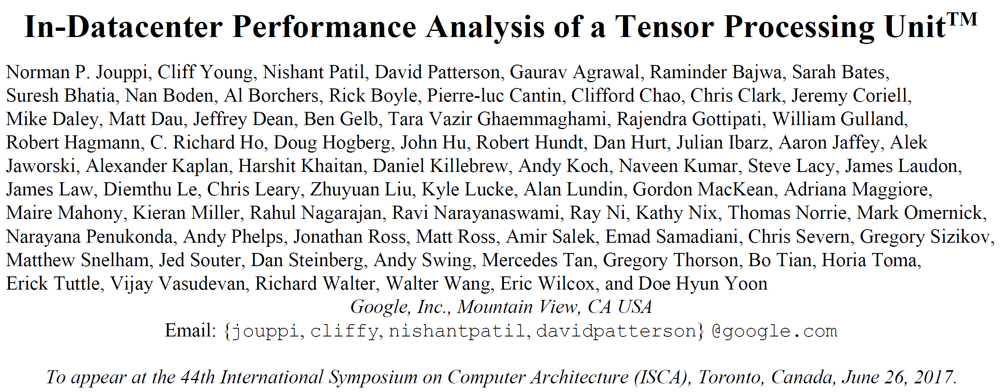 In-Datacenter Performance Analysis of a Tensor Processing Unit™
Norman P. Jouppi, Cliff Young, Nishant Patil, David Patterson, Gaurav Agrawal, Raminder Bajwa, Sarah Bates,
Suresh Bhatia, Nan Boden, Al Borchers, Rick Boyle, Pierre-luc Cantin, Clifford Chao, Chris Clark, Jeremy Coriell,
Mike Daley, Matt Dau, Jeffrey Dean, Ben Gelb, Tara Vazir Ghaemmaghami, Rajendra Gottipati, William Gulland,
Robert Hagmann, C. Richard Ho, Doug Hogberg, John Hu, Robert Hundt, Dan Hurt, Julian Ibarz, Aaron Jaffey, Alek
Jaworski, Alexander Kaplan, Harshit Khaitan, Daniel Killebrew, Andy Koch, Naveen Kumar, Steve Lacy, James Laudon,
James Law, Diemthu Le, Chris Leary, Zhuyuan Liu, Kyle Lucke, Alan Lundin, Gordon MacKean, Adriana Maggiore,
Maire Mahony, Kieran Miller, Rahul Nagarajan, Ravi Narayanaswami, Ray Ni, Kathy Nix, Thomas Norrie, Mark Omernick,
Narayana Penukonda, Andy Phelps, Jonathan Ross, Matt Ross, Amir Salek, Emad Samadiani, Chris Severn, Gregory Sizikov,
Matthew Snelham, Jed Souter, Dan Steinberg, Andy Swing, Mercedes Tan, Gregory Thorson, Bo Tian, Horia Toma,
Erick Tuttle, Vijay Vasudevan, Richard Walter, Walter Wang, Eric Wilcox, and Doe Hyun Yoon
Google, Inc., Mountain View, CA USA
Email: {jouppi, cliffy, nishantpatil, davidpatterson} @google.com
To appear at the 44th International Symposium on Computer Architecture (ISCA), Toronto, Canada, June 26, 2017.